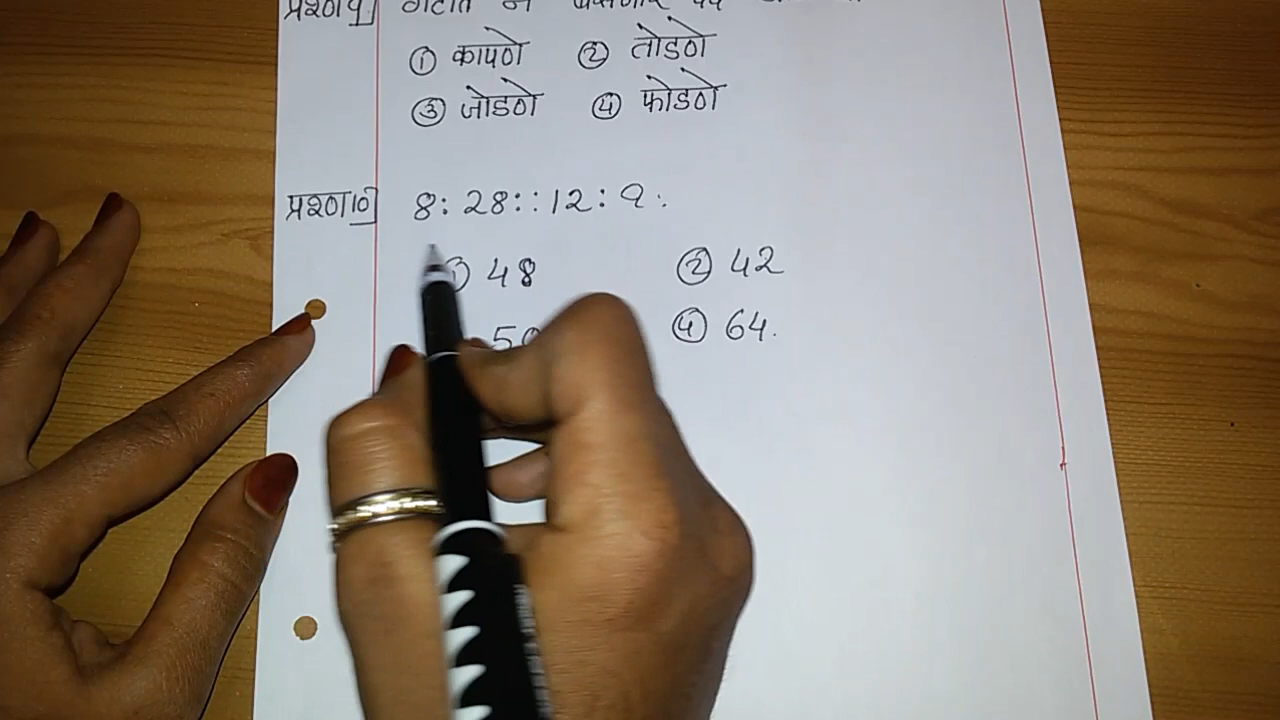 प्रश्न9] गटात न
① कापणे ② तोडणे
③ जोडणे ④ फोडणे
प्रश्न10] 8 : 28 : : 12 : ?.
48 ② 42
④ 64.